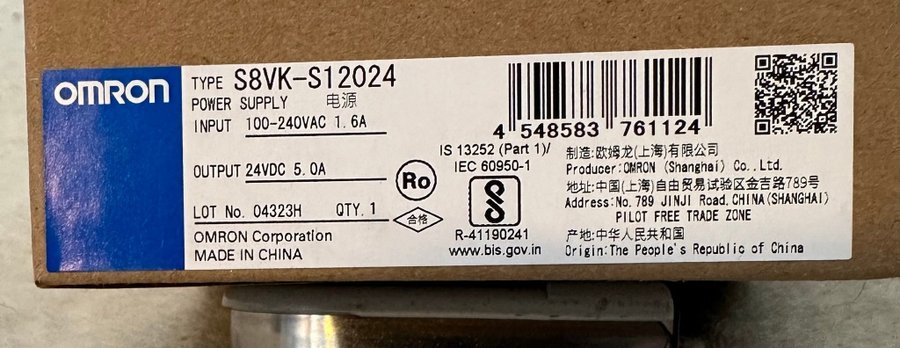 OMRON
TYPE S8VK-S12024
POWER SUPPLY 电源
INPUT 100-240VAC 1.6A
OUTPUT 24VDC 5.0A
LOT No. 04323H QTY. 1
OMRON Corporation
MADE IN CHINA
Ro
合格
4 548583 761124
IS 13252 (Part 1)/
IEC 60950-1
R-41190241
www.bis.gov.in
制造:欧姆龙(上海)有限公司
Producer:OMRON (Shanghai) Co.,Ltd.
地址:中国(上海)自由贸易试验区金吉路789号
Address:No.789 JINJI Road,CHINA(SHANGHAI)
PILOT FREE TRADE ZONE
产地:中华人民共和国
Origin:The People's Republic of China